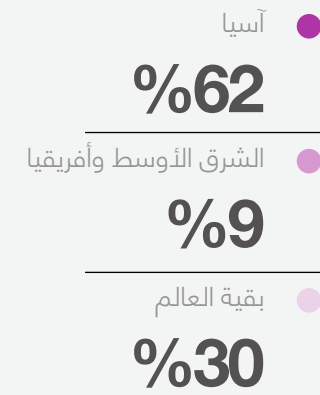 آسيا
%62
الشرق الأوسط وأفريقيا
%9
بقية العالم
%30